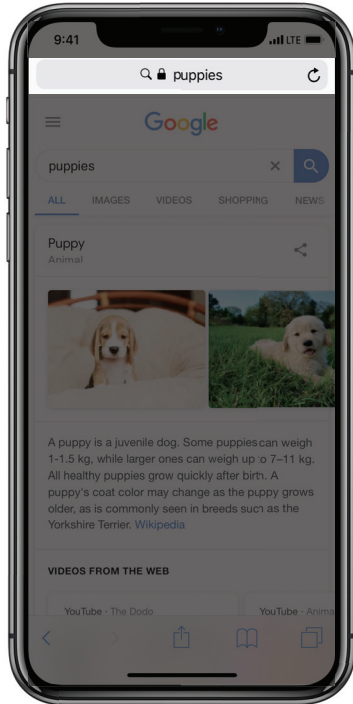 9:41 LTE
puppies
Google
puppies
ALL IMAGES VIDEOS SHOPPING NEWS
Puppy
Animal
A puppy is a juvenile dog. Some puppies can weigh
1-1.5 kg, while larger ones can weigh up to 7–11 kg.
All healthy puppies grow quickly after birth. A
puppy's coat color may change as the puppy grows
older, as is commonly seen in breeds such as the
Yorkshire Terrier. Wikipedia
VIDEOS FROM THE WEB
YouTube · The Dodo YouTube · Anima